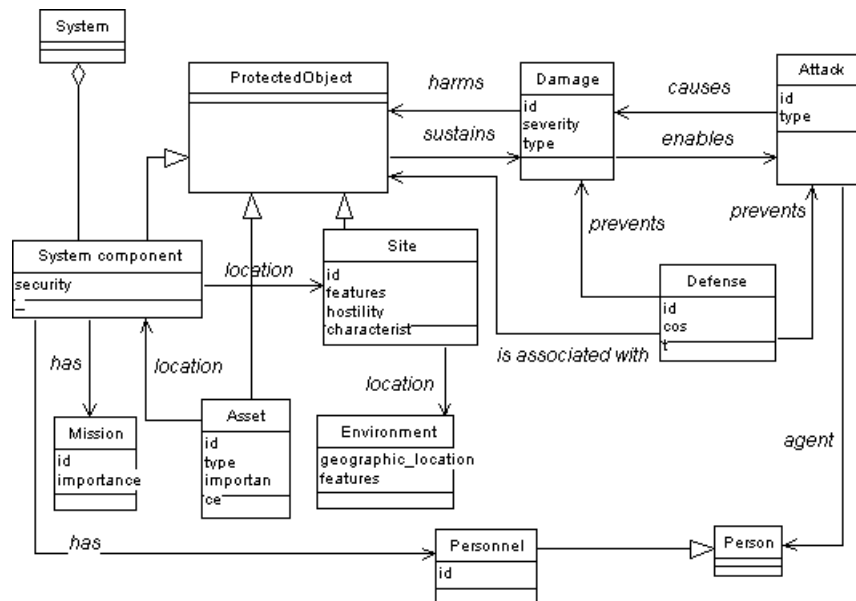 System
ProtectedObject
harms
Damage
id
severity
type
causes
Attack
id
type
sustains
enables
prevents
prevents
System component
security
_
location
Site
id
features
hostility
characterist
Defense
id
cos
t
is associated with
has
location
location
Mission
id
importance
Asset
id
type
importan
ce
Environment
geographic_location
features
agent
has
Personnel
id
Person